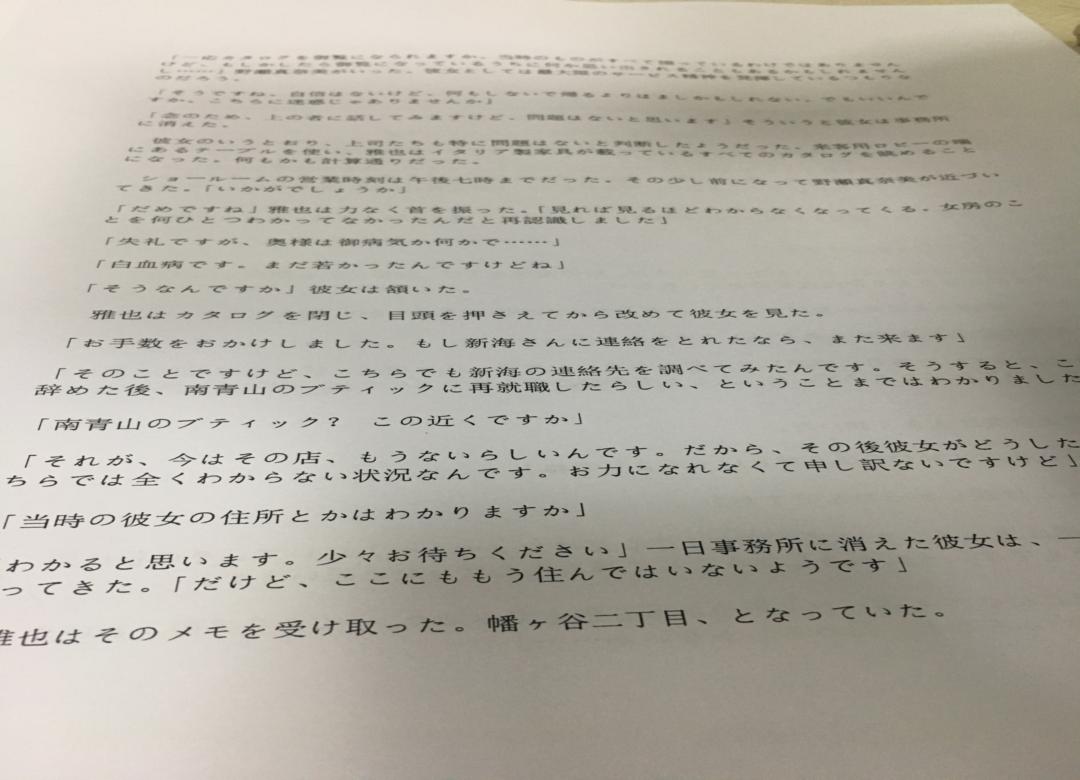 「一応カタログを御覧になられますか。当時のものがすべて揃っているわけではありません
けど、もしかしたら御覧になっているうちに何か思い出されることもあるかもしれません
し……」野瀬真奈美がいった。彼女としては最大限のサービス精神を発揮しているつもりな
のだろう。
「そうですね。自信はないけど、何もしないで帰るよりはましかもしれない。でもいいんで
すか。こちらに迷惑じゃありませんか」
「念のため、上の者に話してみますけど、問題はないと思います」そういうと彼女は事務所
に消えた。
彼女のいうとおり、上司たちも特に問題はないと判断したようだった。来客用ロビーの隅
にあるテーブルを使い、雅也はイタリア製家具が載っているすべてのカタログを眺めること
になった。何もかも計算通りだった。
ショールームの営業時刻は午後七時までだった。その少し前になって野瀬真奈美が近づい
てきた。「いかがでしょうか」
「だめですね」雅也は力なく首を振った。「見れば見るほどわからなくなってくる。女房のこ
とを何ひとつわかってなかったんだと再認識しました」
「失礼ですが、奥様は御病気か何かで……」
「白血病です。まだ若かったんですけどね」
「そうなんですか」彼女は頷いた。
雅也はカタログを閉じ、目頭を押さえてから改めて彼女を見た。
「お手数をおかけしました。もし新海さんに連絡をとれたなら、また来ます」
「そのことですけど、こちらでも新海の連絡先を調べてみたんです。そうすると、こ
辞めた後、南青山のブティックに再就職したらしい、ということまではわかりました
「南青山のブティック？　この近くですか」
「それが、今はその店、もうないらしいんです。だから、その後彼女がどうした
ちらでは全くわからない状況なんです。お力になれなくて申し訳ないですけど」
「当時の彼女の住所とかはわかりますか」
わかると思います。少々お待ちください」一日事務所に消えた彼女は、一
ってきた。「だけど、ここにももう住んではいないようです」
雅也はそのメモを受け取った。幡ヶ谷二丁目、となっていた。